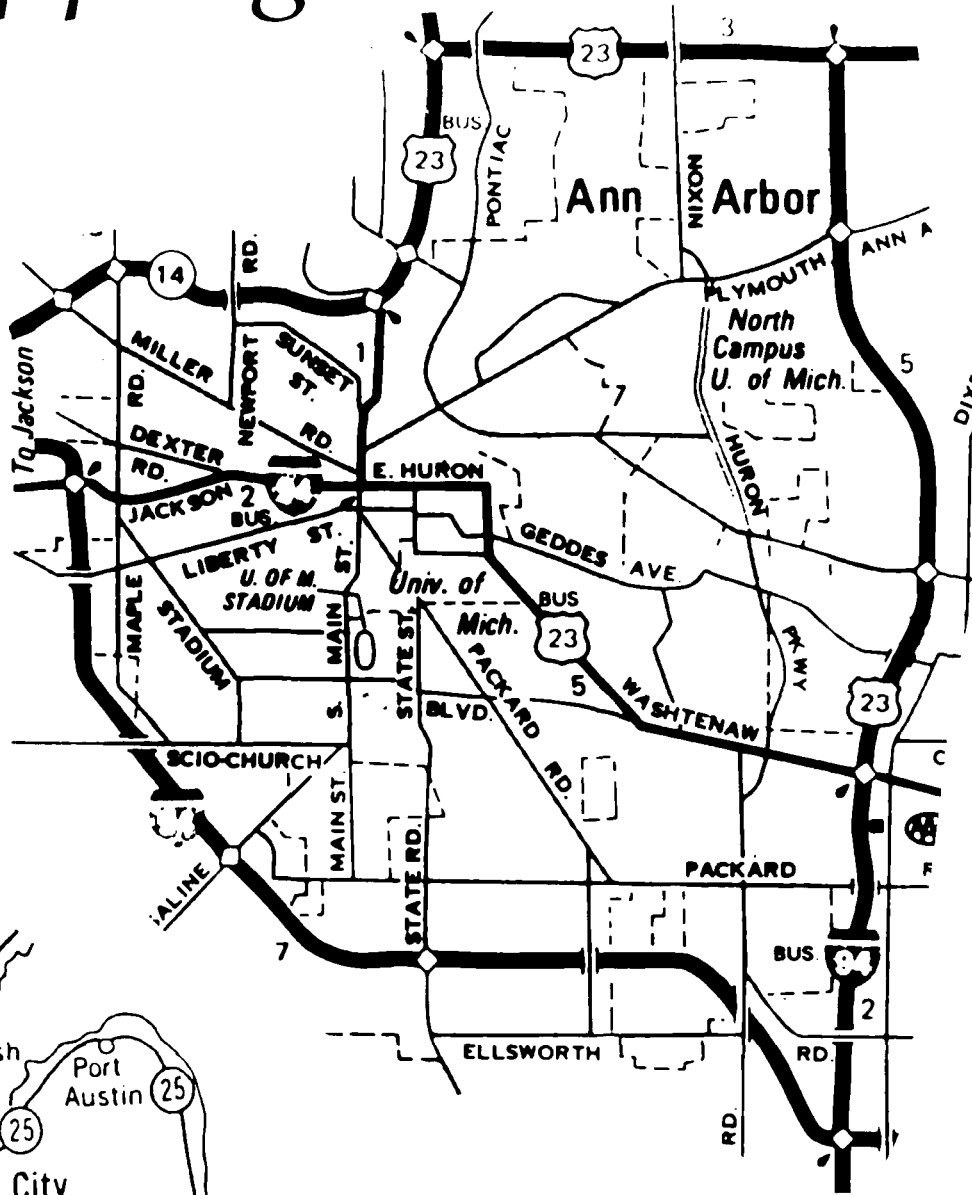 23
3
BUS
23
PONTIAC
Ann Arbor
NIXON
RD.
14
PLYMOUTH
ANN A
North
Campus
U. of Mich.
To Jackson
MILLER
RD.
NEWPORT
SUNSET
ST.
1
5
7
DEXTER
RD.
RD.
E. HURON
HURON
JACKSON
2
BUS.
LIBERTY
ST.
ST.
GEDDES AVE.
U. OF M.
STADIUM
Univ. of
Mich.
BUS
23
5
MAPLE
STADIUM
MAIN
S.
STATE ST.
BLVD.
PACKARD
RD.
WASHTENAW
PKWY
23
SCIO-CHURCH
MAIN ST.
STATE RD.
C
PACKARD
7
BUS.
94
2
ELLSWORTH
RD.
RD.
Port
Austin
25
25
City